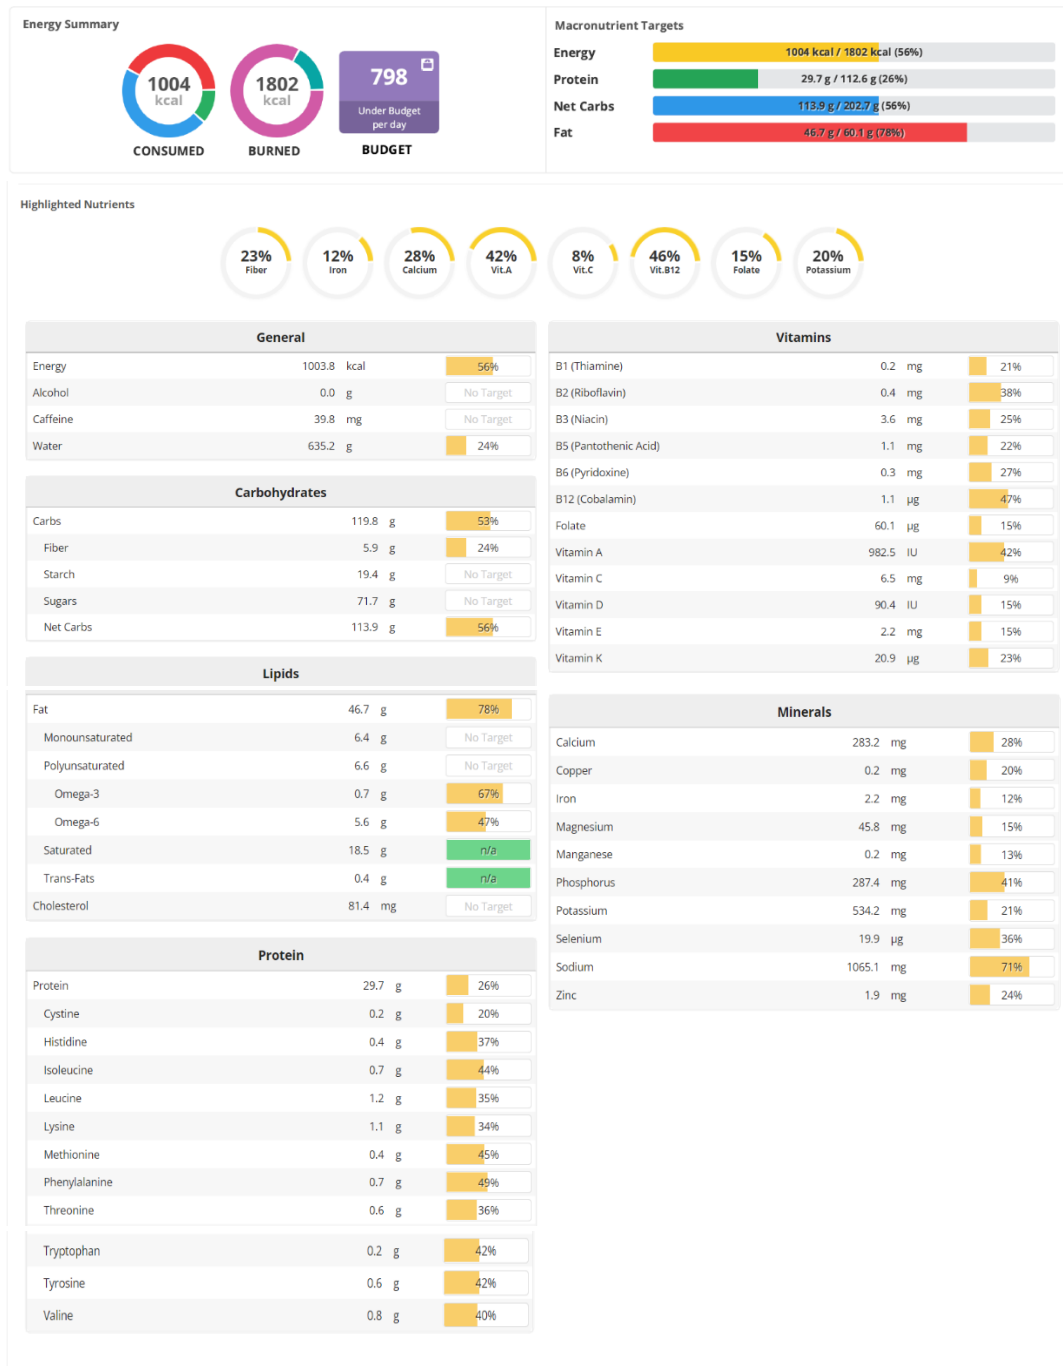 Energy Summary
1004
kcal
CONSUMED
1802
kcal
BURNED
798
Under Budget
per day
BUDGET
Macronutrient Targets
Energy 1004 kcal / 1802 kcal (56%)
Protein 29.7 g / 112.6 g (26%)
Net Carbs 113.9 g / 202.7 g (56%)
Fat 46.7 g / 60.1 g (78%)
Highlighted Nutrients
23% 12% 28% 42% 8% 46% 15% 20%
Fiber Iron Calcium Vit.A Vit.C Vit.B12 Folate Potassium
General
Energy 1003.8 kcal 56%
Alcohol 0.0 g No Target
Caffeine 39.8 mg No Target
Water 635.2 g 24%
Carbohydrates
Carbs 119.8 g 53%
Fiber 5.9 g 24%
Starch 19.4 g No Target
Sugars 71.7 g No Target
Net Carbs 113.9 g 56%
Lipids
Fat 46.7 g 78%
Monounsaturated 6.4 g No Target
Polyunsaturated 6.6 g No Target
Omega-3 0.7 g 67%
Omega-6 5.6 g 47%
Saturated 18.5 g n/a
Trans-Fats 0.4 g n/a
Cholesterol 81.4 mg No Target
Protein
Protein 29.7 g 26%
Cystine 0.2 g 20%
Histidine 0.4 g 37%
Isoleucine 0.7 g 44%
Leucine 1.2 g 35%
Lysine 1.1 g 34%
Methionine 0.4 g 45%
Phenylalanine 0.7 g 49%
Threonine 0.6 g 36%
Tryptophan 0.2 g 42%
Tyrosine 0.6 g 42%
Valine 0.8 g 40%
Vitamins
B1 (Thiamine) 0.2 mg 21%
B2 (Riboflavin) 0.4 mg 38%
B3 (Niacin) 3.6 mg 25%
B5 (Pantothenic Acid) 1.1 mg 22%
B6 (Pyridoxine) 0.3 mg 27%
B12 (Cobalamin) 1.1 µg 47%
Folate 60.1 µg 15%
Vitamin A 982.5 IU 42%
Vitamin C 6.5 mg 9%
Vitamin D 90.4 IU 15%
Vitamin E 2.2 mg 15%
Vitamin K 20.9 µg 23%
Minerals
Calcium 283.2 mg 28%
Copper 0.2 mg 20%
Iron 2.2 mg 12%
Magnesium 45.8 mg 15%
Manganese 0.2 mg 13%
Phosphorus 287.4 mg 41%
Potassium 534.2 mg 21%
Selenium 19.9 µg 36%
Sodium 1065.1 mg 71%
Zinc 1.9 mg 24%